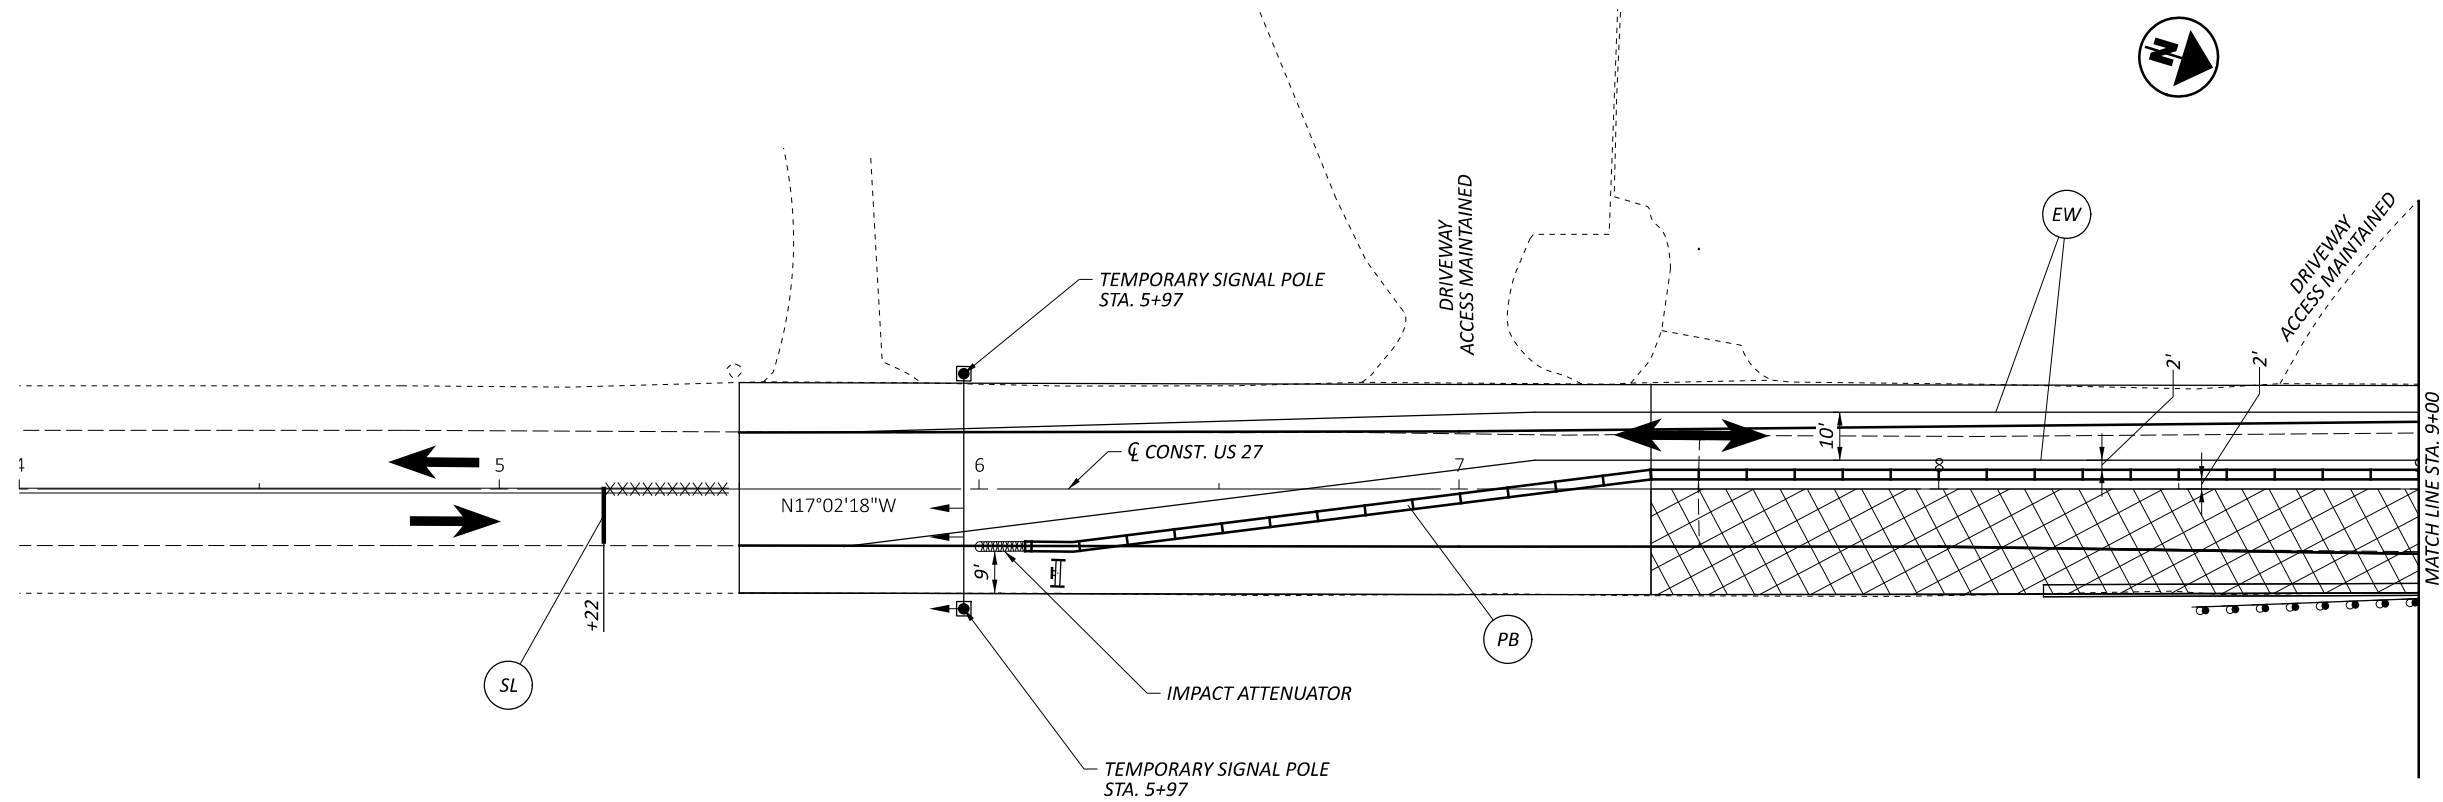 N
DRIVEWAY
ACCESS MAINTAINED
EW
DRIVEWAY
ACCESS MAINTAINED
TEMPORARY SIGNAL POLE
STA. 5+97
2'
2'
10'
℄ CONST. US 27
4
5
6
7
8
N17°02'18"W
9'
+22
MATCH LINE STA. 9+00
SL
PB
IMPACT ATTENUATOR
TEMPORARY SIGNAL POLE
STA. 5+97